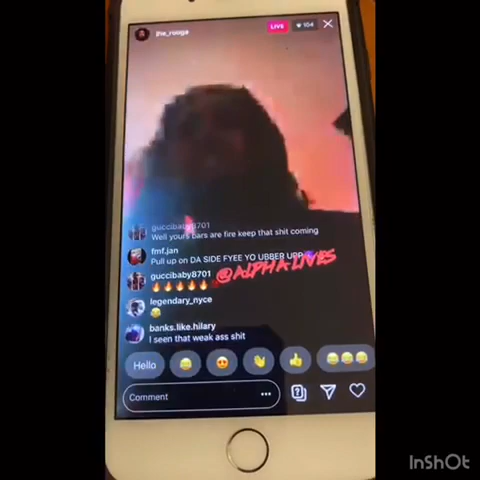 the_ruoga
LIVE
104
guccibaby8701
Well yours bars are fire keep that shit coming
fmf.jan
Pull up on DA SIDE FYEE YO UBBER UPP
guccibaby8701
@ALPHALIVES
legendary_nyce
banks.like.hilary
I seen that weak ass shit
Hello
Comment
InShOt